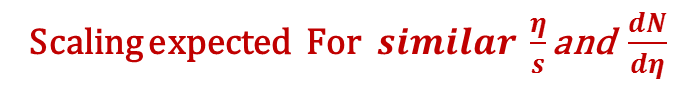 Scaling expected For similar η/s and dN/dη